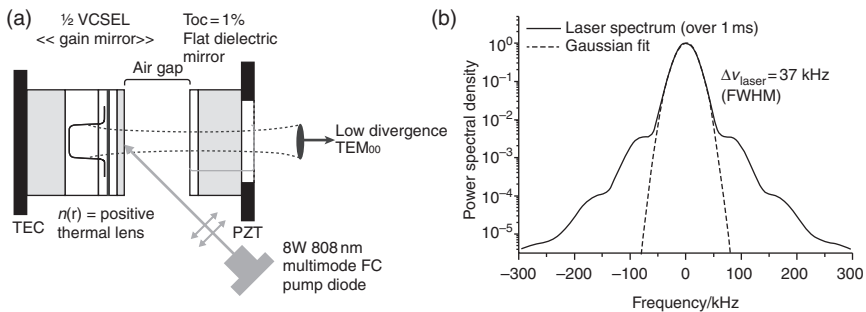 (a)
½ VCSEL
<< gain mirror>>
Toc = 1%
Flat dielectric
mirror
Air gap
Low divergence
TEM₀₀
n(r) = positive
thermal lens
TEC
PZT
8W 808 nm
multimode FC
pump diode
(b)
Laser spectrum (over 1 ms)
Gaussian fit
Δν_laser = 37 kHz
(FWHM)
Power spectral density
10⁰
10⁻¹
10⁻²
10⁻³
10⁻⁴
10⁻⁵
−300 −200 −100 0 100 200 300
Frequency/kHz